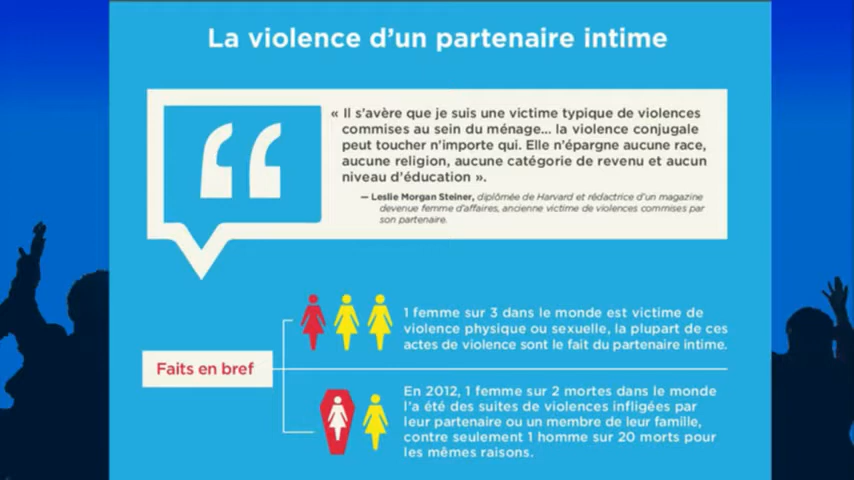 La violence d’un partenaire intime
« Il s’avère que je suis une victime typique de violences
commises au sein du ménage... la violence conjugale
peut toucher n’importe qui. Elle n’épargne aucune race,
aucune religion, aucune catégorie de revenu et aucun
niveau d’éducation ».
— Leslie Morgan Steiner, diplômée de Harvard et rédactrice d’un magazine
devenue femme d’affaires, ancienne victime de violences commises par
son partenaire.
Faits en bref
1 femme sur 3 dans le monde est victime de
violence physique ou sexuelle, la plupart de ces
actes de violence sont le fait du partenaire intime.
En 2012, 1 femme sur 2 mortes dans le monde
l’a été des suites de violences infligées par
leur partenaire ou un membre de leur famille,
contre seulement 1 homme sur 20 morts pour
les mêmes raisons.